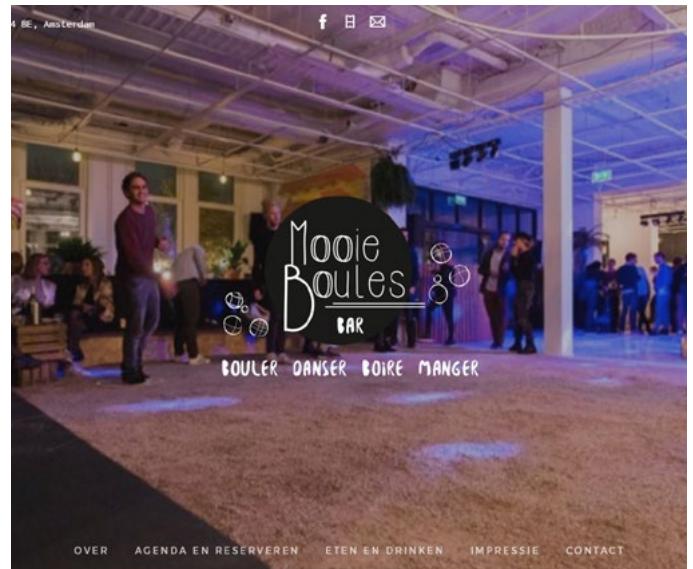 4 BE, Amsterdam
Mooie
Boules
BAR
BOULER DANSER BOIRE MANGER
OVER AGENDA EN RESERVEREN ETEN EN DRINKEN IMPRESSIE CONTACT